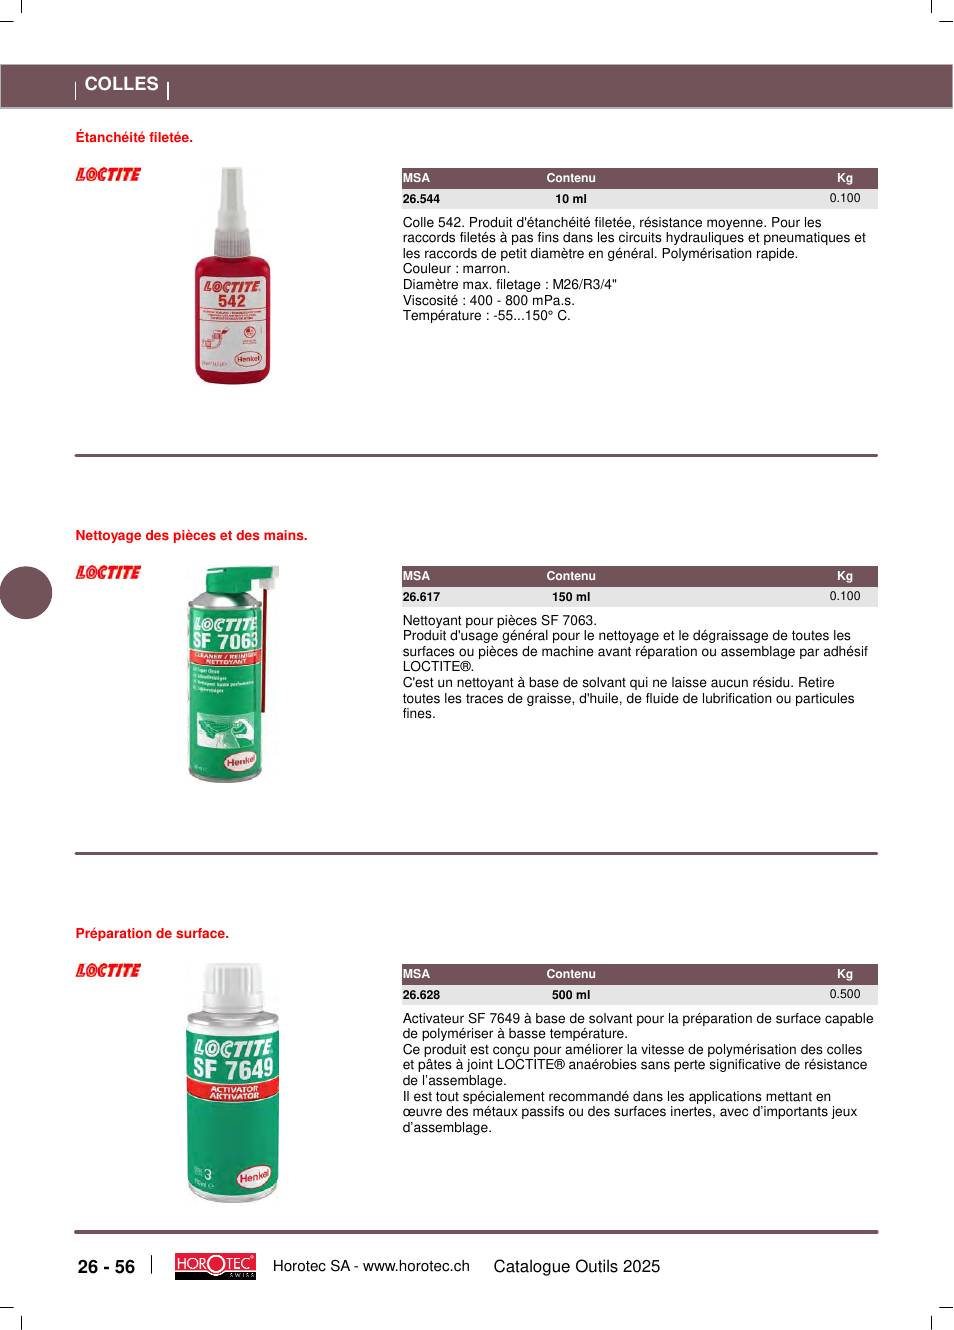 COLLES
Étanchéité filetée.
LOCTITE
LOCTITE
542
Henkel
MSA Contenu Kg
26.544 10 ml 0.100
Colle 542. Produit d'étanchéité filetée, résistance moyenne. Pour les
raccords filetés à pas fins dans les circuits hydrauliques et pneumatiques et
les raccords de petit diamètre en général. Polymérisation rapide.
Couleur : marron.
Diamètre max. filetage : M26/R3/4"
Viscosité : 400 - 800 mPa.s.
Température : -55...150° C.
Nettoyage des pièces et des mains.
LOCTITE
LOCTITE
SF 7063
CLEANER / REINIGER
NETTOYANT
Henkel
MSA Contenu Kg
26.617 150 ml 0.100
Nettoyant pour pièces SF 7063.
Produit d'usage général pour le nettoyage et le dégraissage de toutes les
surfaces ou pièces de machine avant réparation ou assemblage par adhésif
LOCTITE®.
C'est un nettoyant à base de solvant qui ne laisse aucun résidu. Retire
toutes les traces de graisse, d'huile, de fluide de lubrification ou particules
fines.
Préparation de surface.
LOCTITE
LOCTITE
SF 7649
ACTIVATOR
AKTIVATOR
3
Henkel
MSA Contenu Kg
26.628 500 ml 0.500
Activateur SF 7649 à base de solvant pour la préparation de surface capable
de polymériser à basse température.
Ce produit est conçu pour améliorer la vitesse de polymérisation des colles
et pâtes à joint LOCTITE® anaérobies sans perte significative de résistance
de l’assemblage.
Il est tout spécialement recommandé dans les applications mettant en
œuvre des métaux passifs ou des surfaces inertes, avec d’importants jeux
d’assemblage.
26 - 56
HOROTEC®
SWISS
Horotec SA - www.horotec.ch Catalogue Outils 2025